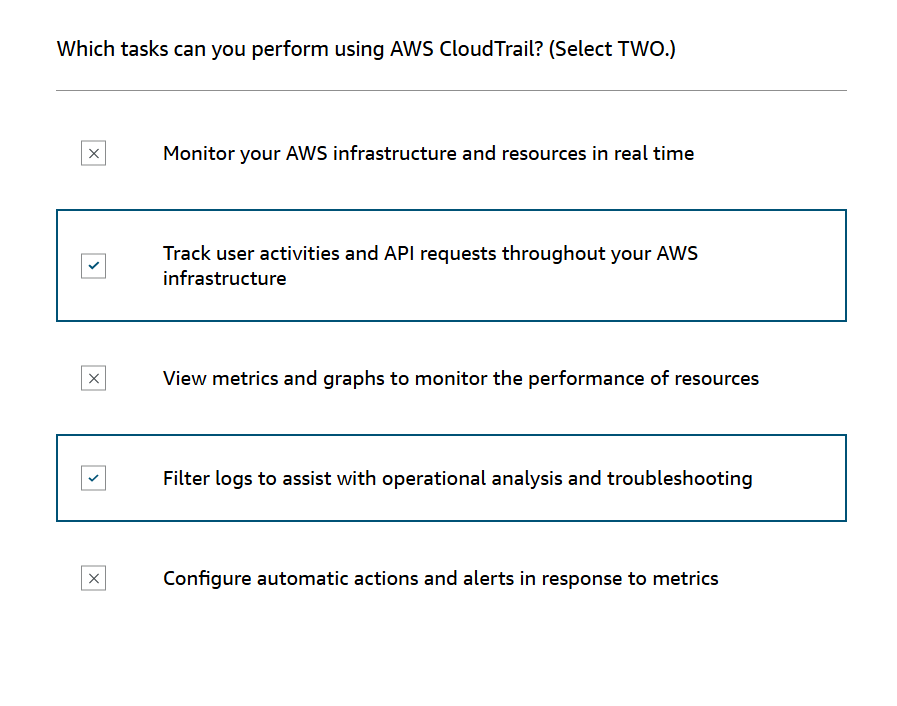 Which tasks can you perform using AWS CloudTrail? (Select TWO.)
Monitor your AWS infrastructure and resources in real time
Track user activities and API requests throughout your AWS
infrastructure
View metrics and graphs to monitor the performance of resources
Filter logs to assist with operational analysis and troubleshooting
Configure automatic actions and alerts in response to metrics